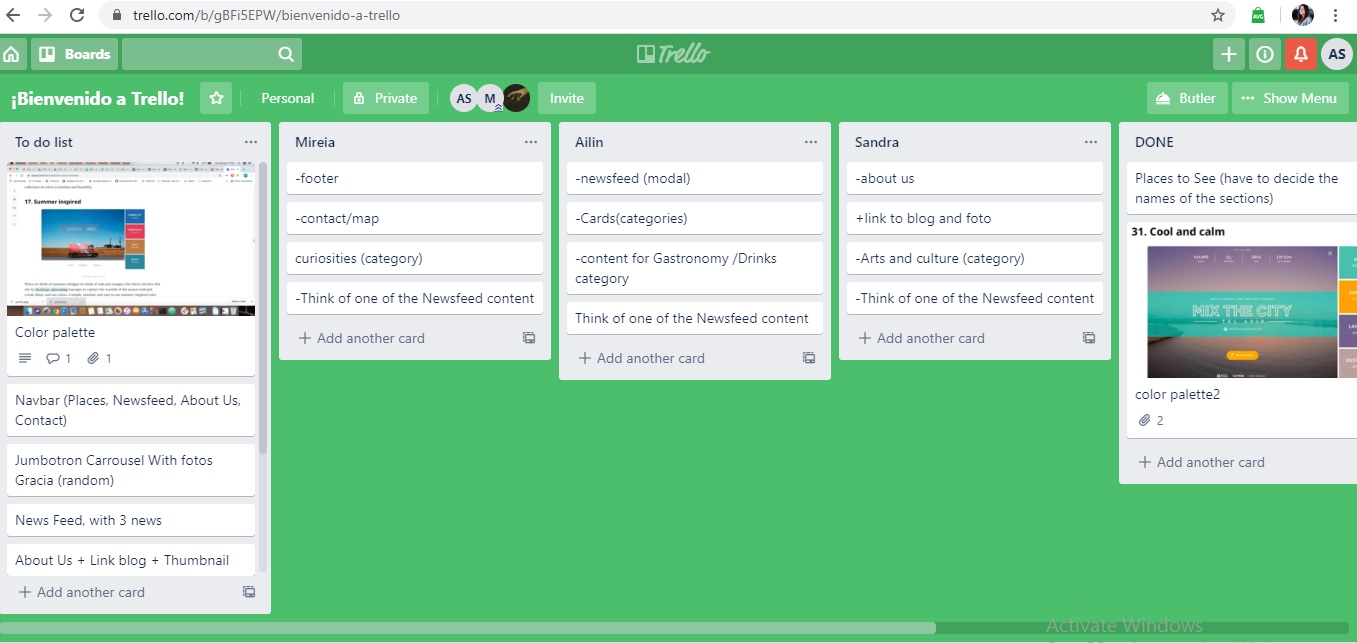 trello.com/b/gBFi5EPW/bienvenido-a-trello
AVG
Boards
Trello
AS
¡Bienvenido a Trello!
Personal
Private
AS
M
Invite
Butler
Show Menu
To do list
17. Summer inspired
Color palette
1
1
Navbar (Places, Newsfeed, About Us,
Contact)
Jumbotron Carrousel With fotos
Gracia (random)
News Feed, with 3 news
About Us + Link blog + Thumbnail
+ Add another card
Mireia
-footer
-contact/map
curiosities (category)
-Think of one of the Newsfeed content
+ Add another card
Ailin
-newsfeed (modal)
-Cards(categories)
-content for Gastronomy /Drinks
category
Think of one of the Newsfeed content
+ Add another card
Sandra
-about us
+link to blog and foto
-Arts and culture (category)
-Think of one of the Newsfeed content
+ Add another card
DONE
Places to See (have to decide the
names of the sections)
31. Cool and calm
MIX THE CITY
TEL AVIV
color palette2
2
+ Add another card
Activate Windows